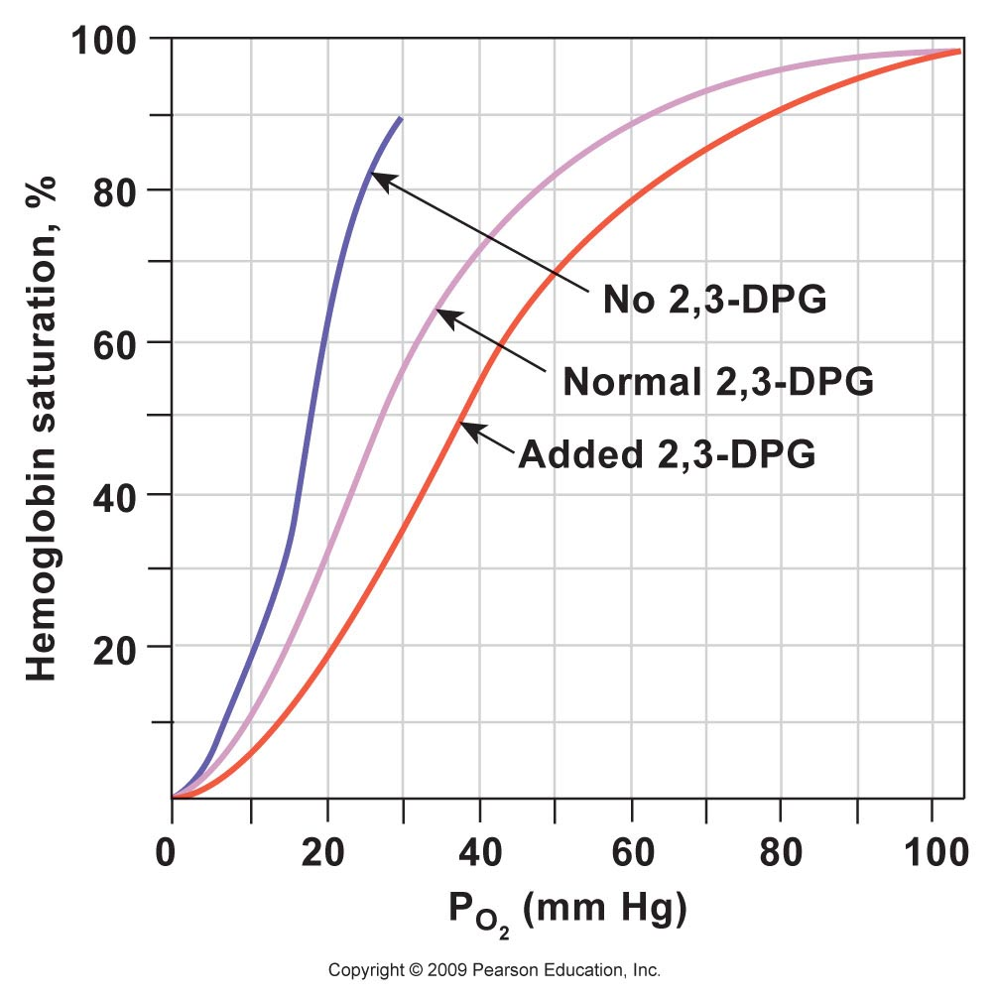 Hemoglobin saturation, %
100
80
60
40
20
No 2,3-DPG
Normal 2,3-DPG
Added 2,3-DPG
0 20 40 60 80 100
PO2 (mm Hg)
Copyright © 2009 Pearson Education, Inc.